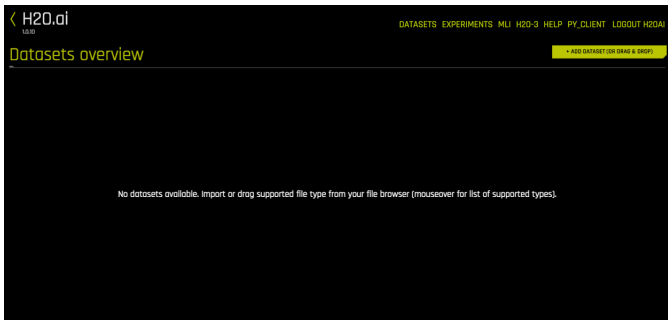 H2O.ai
1.0.10
DATASETS EXPERIMENTS MLI H2O-3 HELP PY_CLIENT LOGOUT H2OAI
Datasets overview
+ ADD DATASET (OR DRAG & DROP)
No datasets available. Import or drag supported file type from your file browser (mouseover for list of supported types).